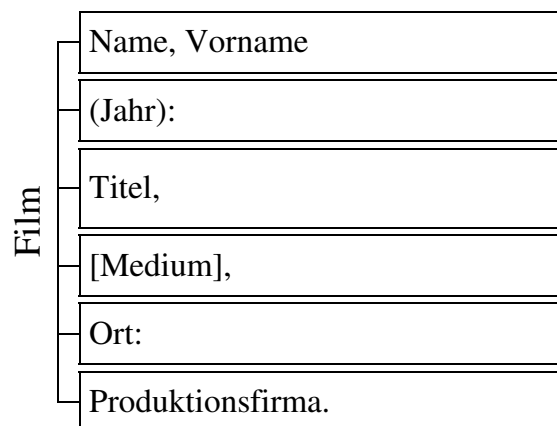 Film
Name, Vorname
(Jahr):
Titel,
[Medium],
Ort:
Produktionsfirma.